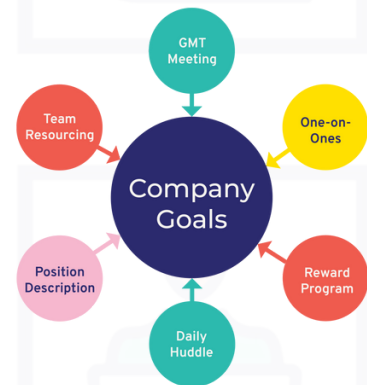 GMT
Meeting
Team
Resourcing
One-on-
Ones
Company
Goals
Position
Description
Reward
Program
Daily
Huddle